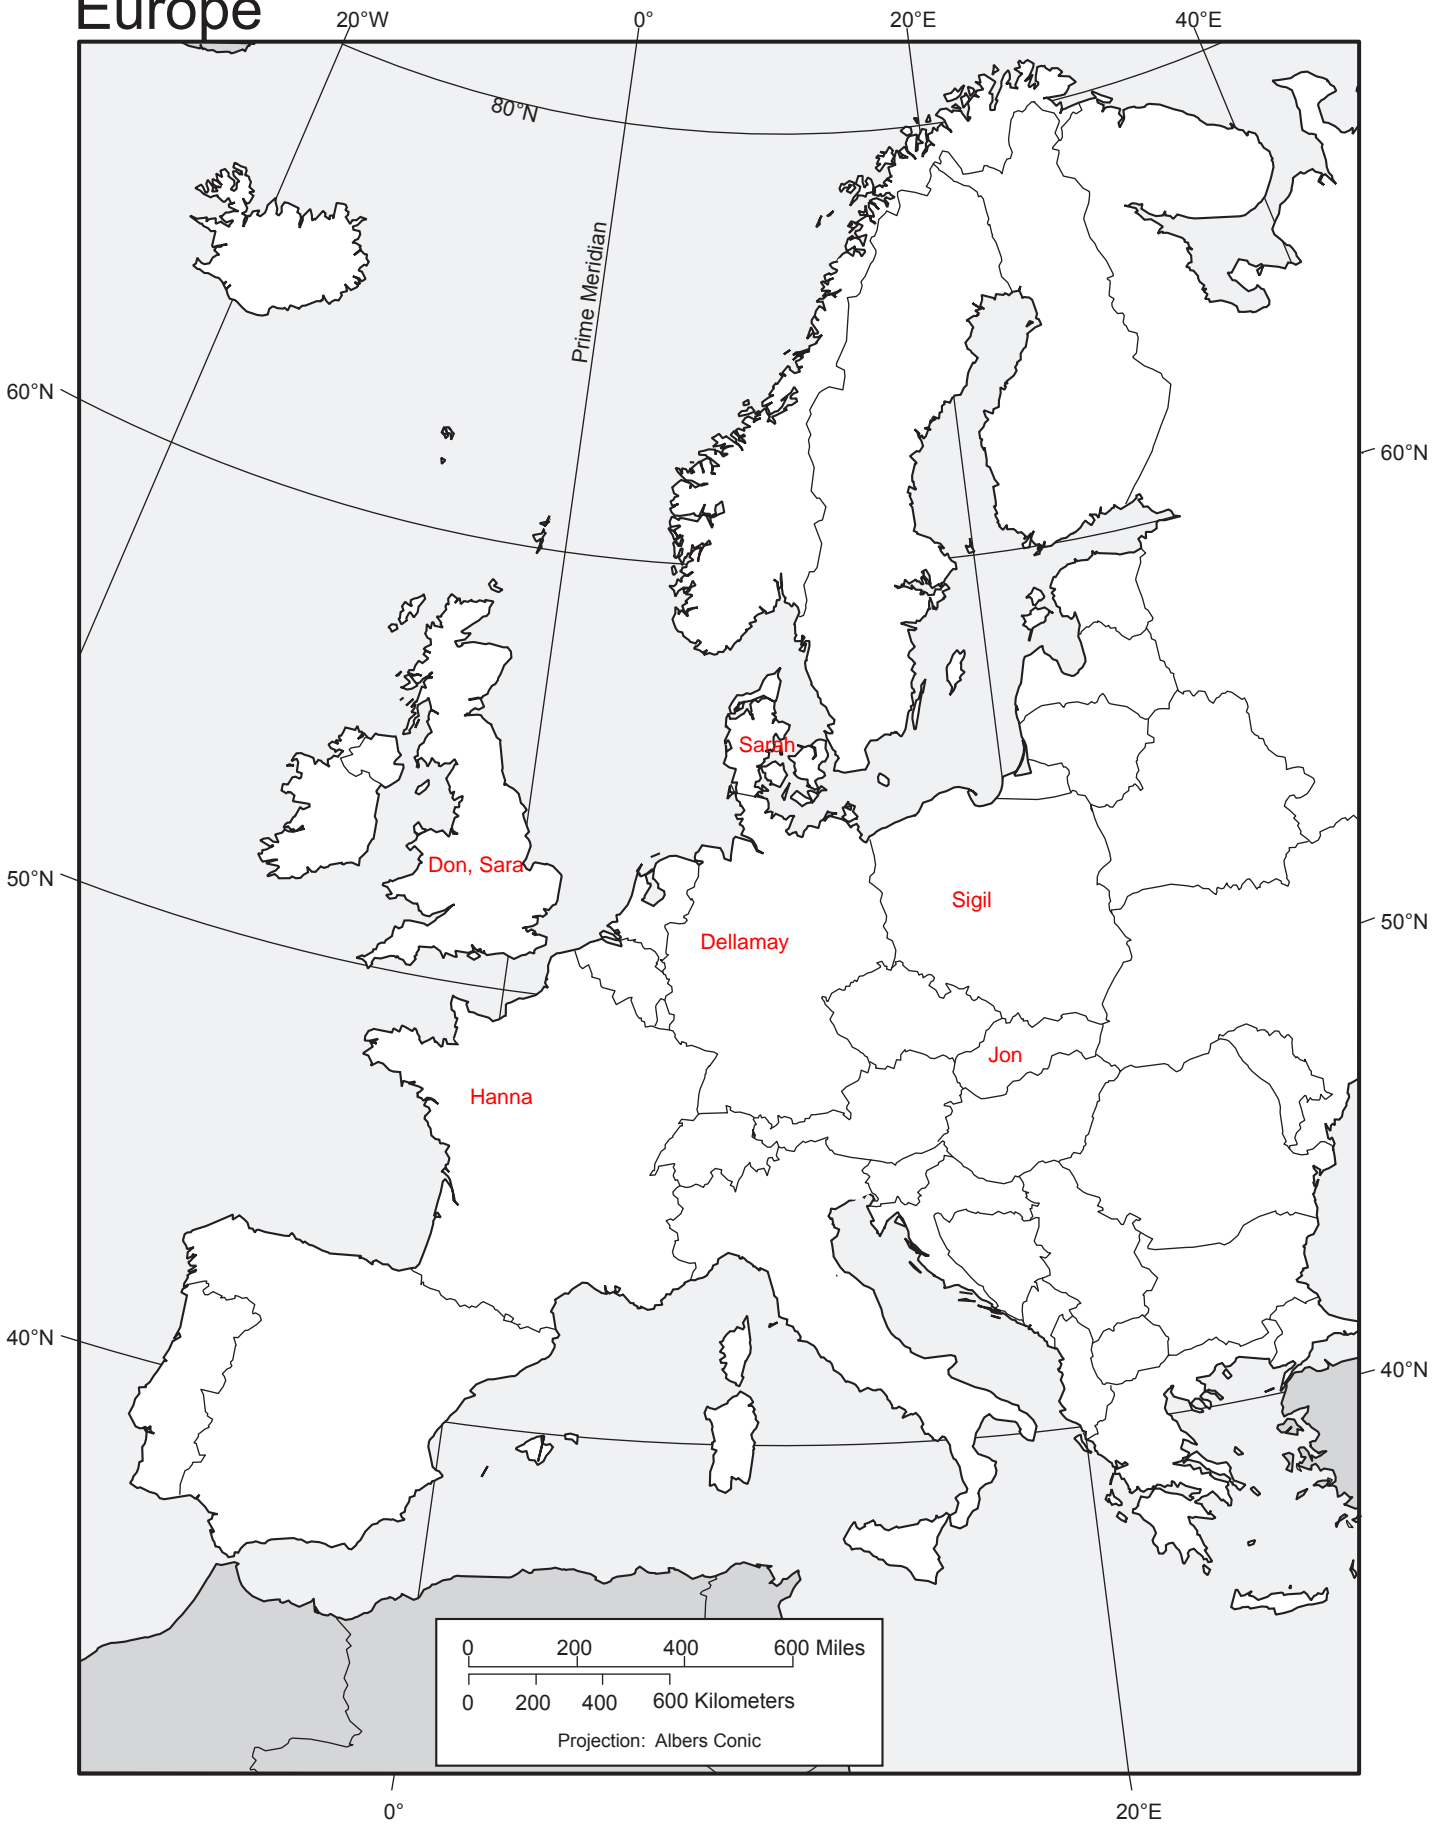 Europe
20°W
0°
20°E
40°E
80°N
Prime Meridian
60°N
60°N
Sarah
Don, Sara
50°N
Sigil
50°N
Dellamay
Jon
Hanna
40°N
40°N
0 200 400 600 Miles
0 200 400 600 Kilometers
Projection: Albers Conic
0°
20°E